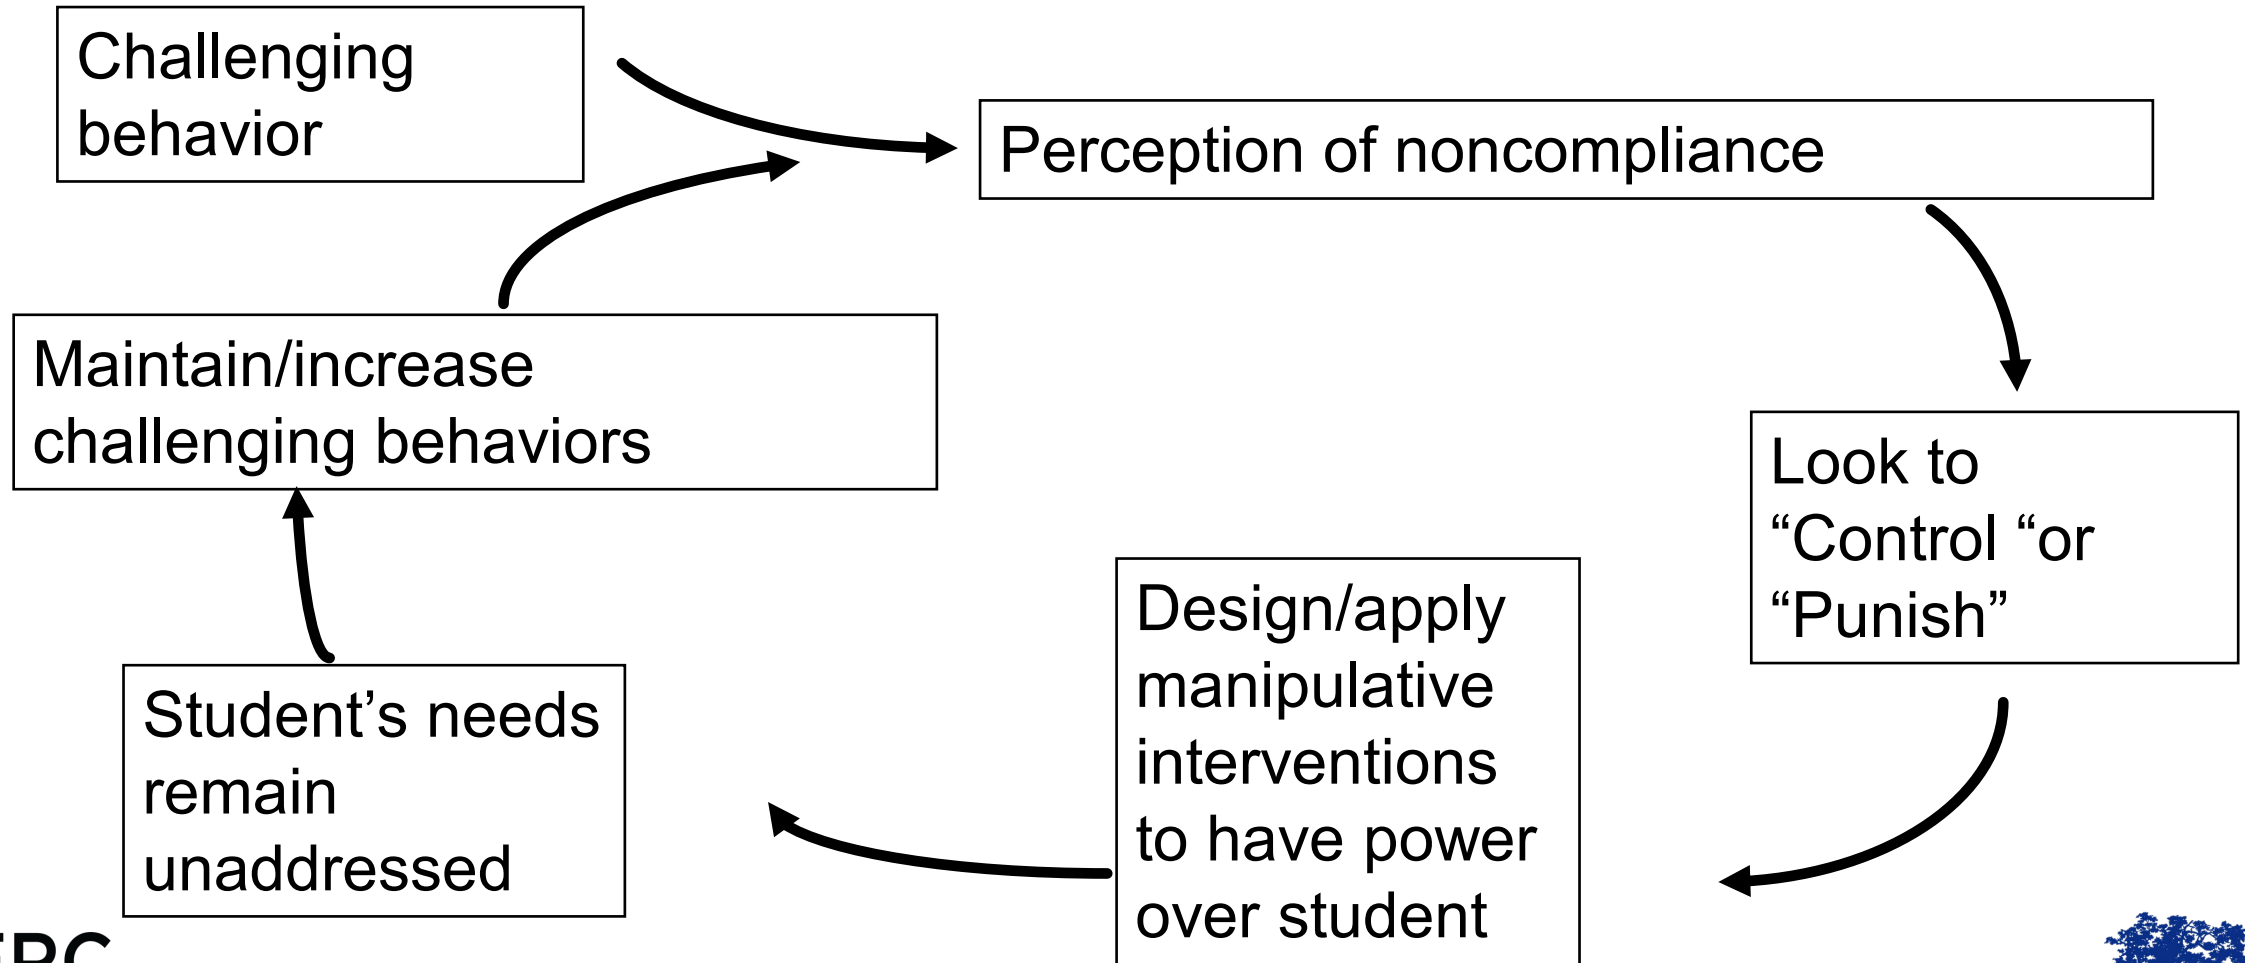 Challenging
behavior
Perception of noncompliance
Maintain/increase
challenging behaviors
Look to
“Control “or
“Punish”
Design/apply
manipulative
interventions
to have power
over student
Student’s needs
remain
unaddressed